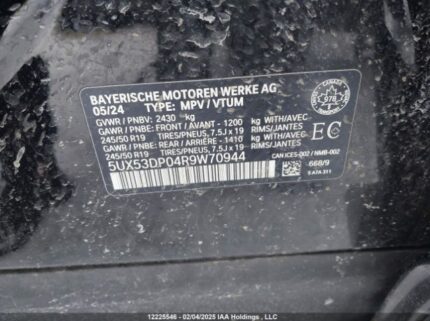 BAYERISCHE MOTOREN WERKE AG
05/24 TYPE: MPV / VTUM
GVWR / PNBV: 2430 kg
GAWR / PNBE: FRONT / AVANT - 1200 kg WITH/AVEC
245/50 R19 TIRES/PNEUS, 7.5J x 19 RIMS/JANTES
GAWR / PNBE: REAR / ARRIÈRE - 1410 kg WITH/AVEC
245/50 R19 TIRES/PNEUS, 7.5J x 19 RIMS/JANTES
5UX53DP04R9W70944
CANADA
978
EC
CAN ICES-002 / NMB-002
668/9
12225546 - 02/04/2025 IAA Holdings, LLC